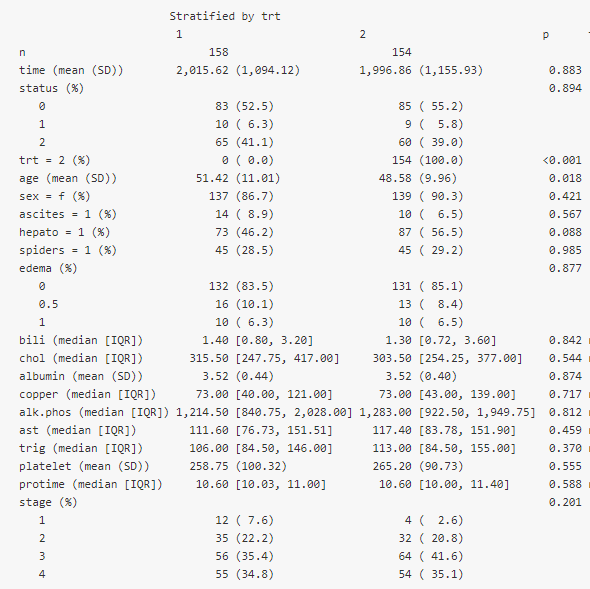 Stratified by trt
1 2 p
n 158 154
time (mean (SD)) 2,015.62 (1,094.12) 1,996.86 (1,155.93) 0.883
status (%) 0.894
0 83 (52.5) 85 ( 55.2)
1 10 ( 6.3) 9 ( 5.8)
2 65 (41.1) 60 ( 39.0)
trt = 2 (%) 0 ( 0.0) 154 (100.0) <0.001
age (mean (SD)) 51.42 (11.01) 48.58 (9.96) 0.018
sex = f (%) 137 (86.7) 139 ( 90.3) 0.421
ascites = 1 (%) 14 ( 8.9) 10 ( 6.5) 0.567
hepato = 1 (%) 73 (46.2) 87 ( 56.5) 0.088
spiders = 1 (%) 45 (28.5) 45 ( 29.2) 0.985
edema (%) 0.877
0 132 (83.5) 131 ( 85.1)
0.5 16 (10.1) 13 ( 8.4)
1 10 ( 6.3) 10 ( 6.5)
bili (median [IQR]) 1.40 [0.80, 3.20] 1.30 [0.72, 3.60] 0.842
chol (median [IQR]) 315.50 [247.75, 417.00] 303.50 [254.25, 377.00] 0.544
albumin (mean (SD)) 3.52 (0.44) 3.52 (0.40) 0.874
copper (median [IQR]) 73.00 [40.00, 121.00] 73.00 [43.00, 139.00] 0.717
alk.phos (median [IQR]) 1,214.50 [840.75, 2,028.00] 1,283.00 [922.50, 1,949.75] 0.812
ast (median [IQR]) 111.60 [76.73, 151.51] 117.40 [83.78, 151.90] 0.459
trig (median [IQR]) 106.00 [84.50, 146.00] 113.00 [84.50, 155.00] 0.370
platelet (mean (SD)) 258.75 (100.32) 265.20 (90.73) 0.555
protime (median [IQR]) 10.60 [10.03, 11.00] 10.60 [10.00, 11.40] 0.588
stage (%) 0.201
1 12 ( 7.6) 4 ( 2.6)
2 35 (22.2) 32 ( 20.8)
3 56 (35.4) 64 ( 41.6)
4 55 (34.8) 54 ( 35.1)